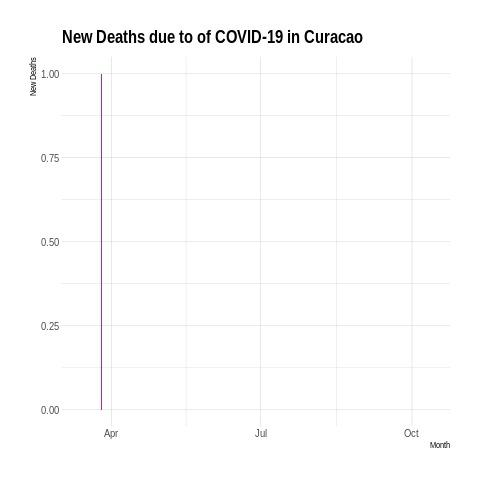 New Deaths due to of COVID-19 in Curacao
New Deaths
1.00
0.75
0.50
0.25
0.00
Apr Jul Oct
Month